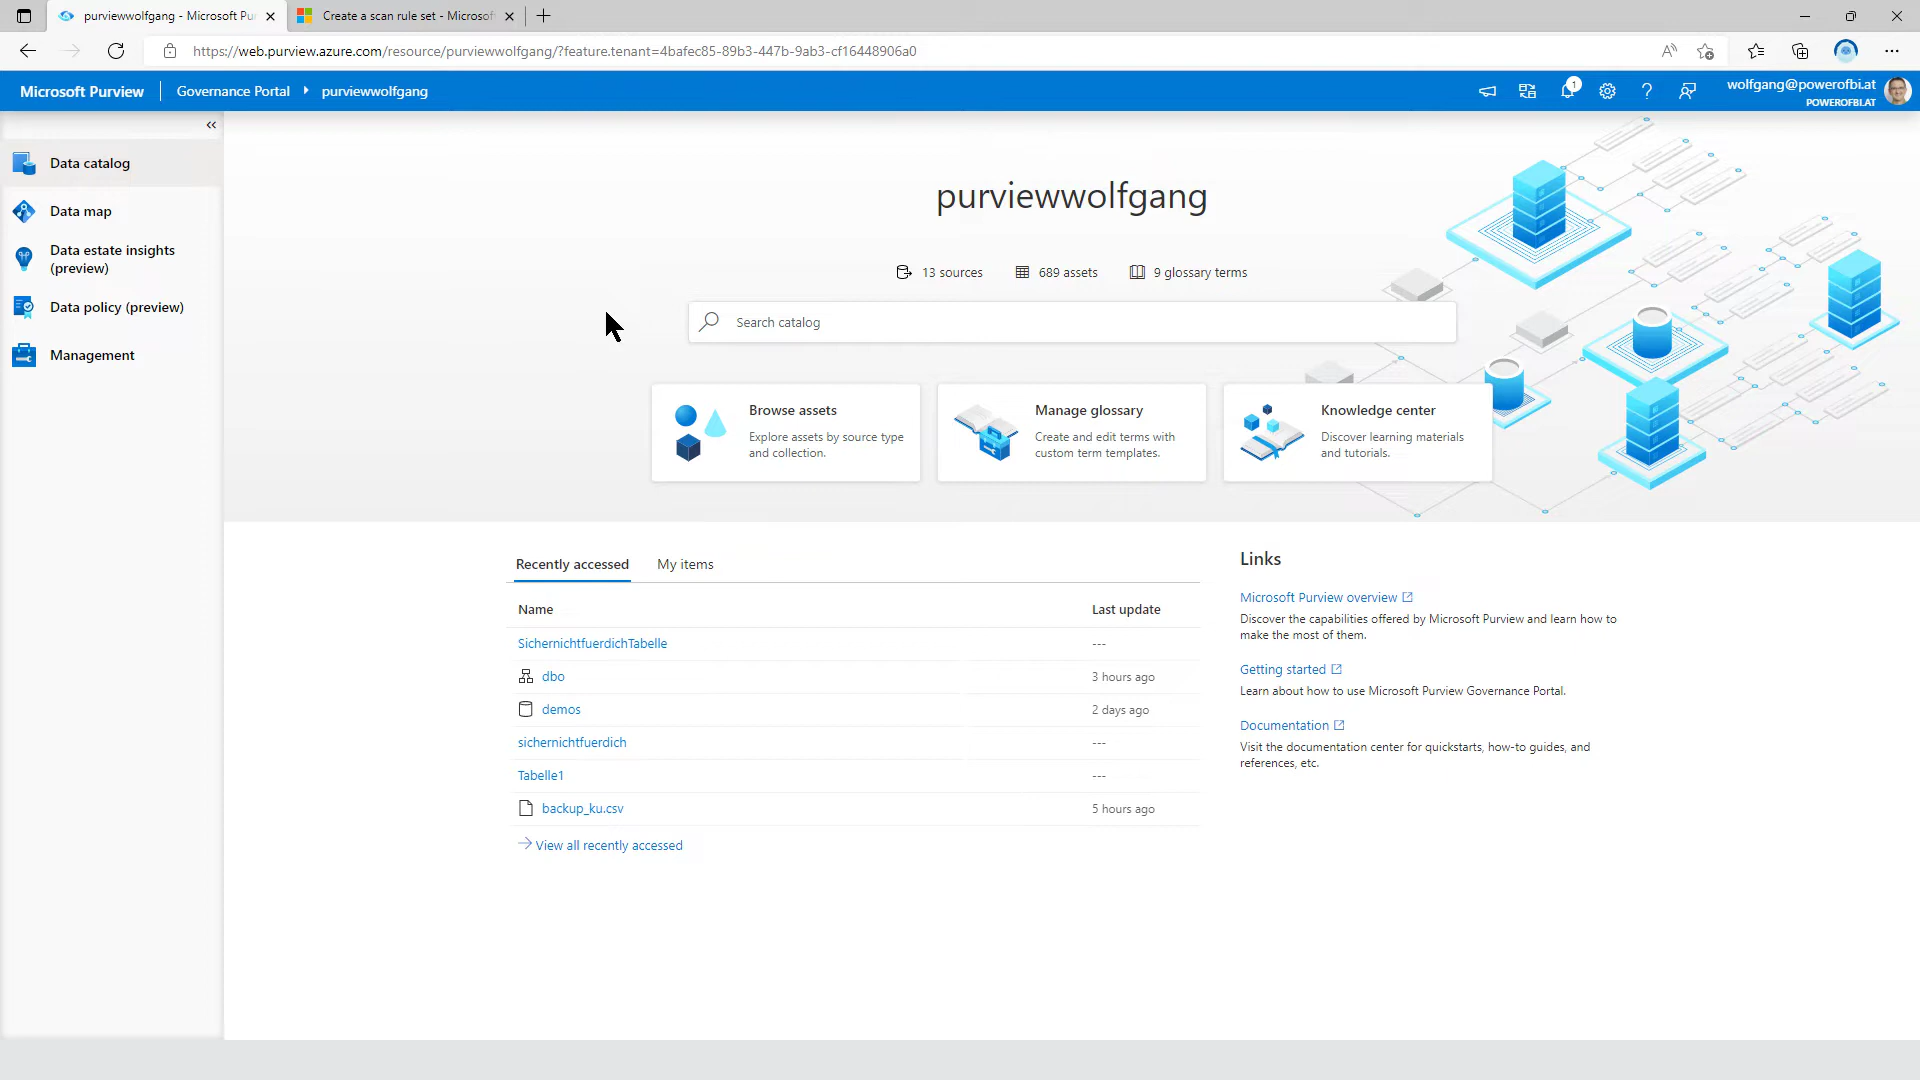 purviewwolfgang - Microsoft Pu
Create a scan rule set - Microsof
https://web.purview.azure.com/resource/purviewwolfgang/?feature.tenant=4bafec85-89b3-447b-9ab3-cf16448906a0
Microsoft Purview
Governance Portal
purviewwolfgang
1
wolfgang@powerofbi.at
POWEROFBI.AT
Data catalog
Data map
Data estate insights
(preview)
Data policy (preview)
Management
purviewwolfgang
13 sources
689 assets
9 glossary terms
Search catalog
Browse assets
Explore assets by source type
and collection.
Manage glossary
Create and edit terms with
custom term templates.
Knowledge center
Discover learning materials
and tutorials.
Recently accessed
My items
Name
Last update
SichernichtfuerdichTabelle
---
dbo
3 hours ago
demos
2 days ago
sichernichtfuerdich
---
Tabelle1
---
backup_ku.csv
5 hours ago
View all recently accessed
Links
Microsoft Purview overview
Discover the capabilities offered by Microsoft Purview and learn how to
make the most of them.
Getting started
Learn about how to use Microsoft Purview Governance Portal.
Documentation
Visit the documentation center for quickstarts, how-to guides, and
references, etc.